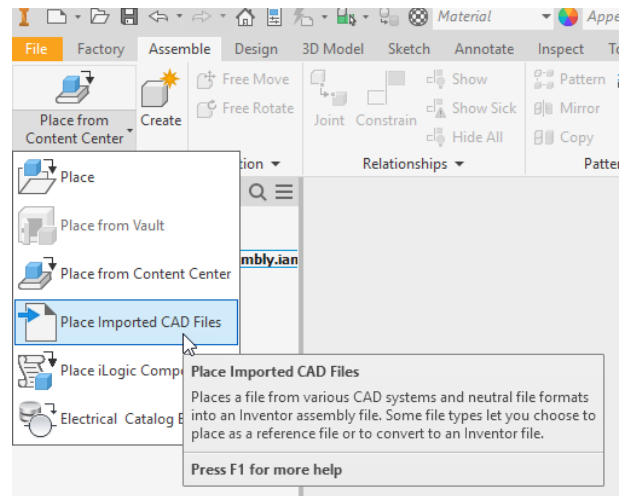 Material
Appe
File Factory Assemble Design 3D Model Sketch Annotate Inspect To
Place from
Content Center
Create
Free Move
Free Rotate
Joint Constrain
Show
Show Sick
Hide All
Pattern
Mirror
Copy
tion Relationships Patte
Place
Place from Vault
mbly.iam
Place from Content Center
Place Imported CAD Files
Place iLogic Compo
Electrical Catalog B
Place Imported CAD Files
Places a file from various CAD systems and neutral file formats
into an Inventor assembly file. Some file types let you choose to
place as a reference file or to convert to an Inventor file.
Press F1 for more help